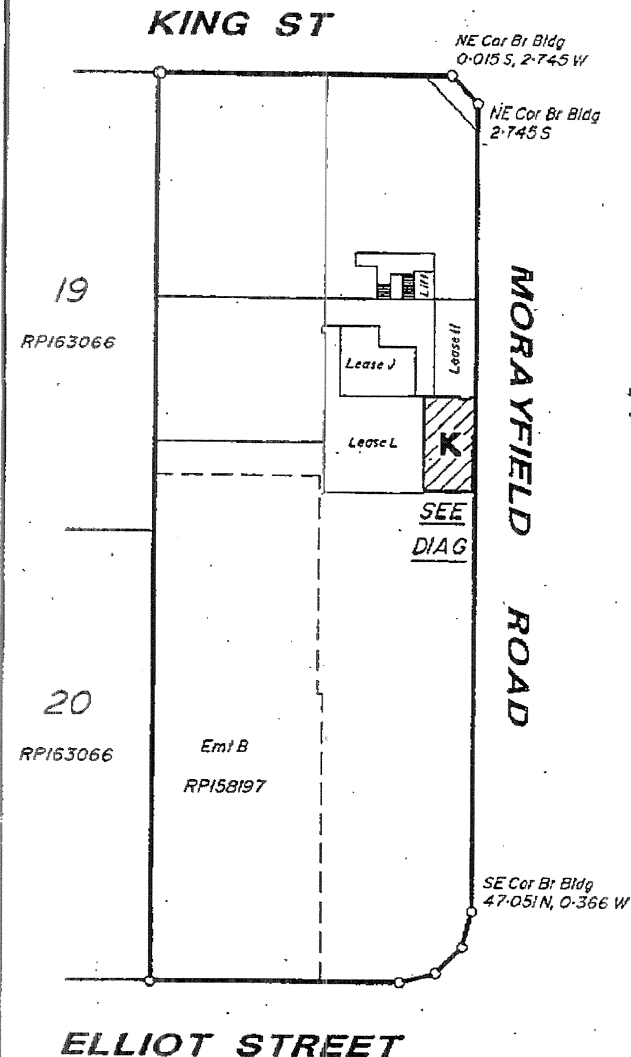 KING ST
NE Cor Br Bldg
0·015 S, 2·745 W
NE Cor Br Bldg
2·745 S
19
RP163066
Lift
Lease H
Lease J
Lease L
K
MORAYFIELD ROAD
SEE
DIAG
20
RP163066
Emt B
RP158197
SE Cor Br Bldg
47·051N, 0·366 W
ELLIOT STREET